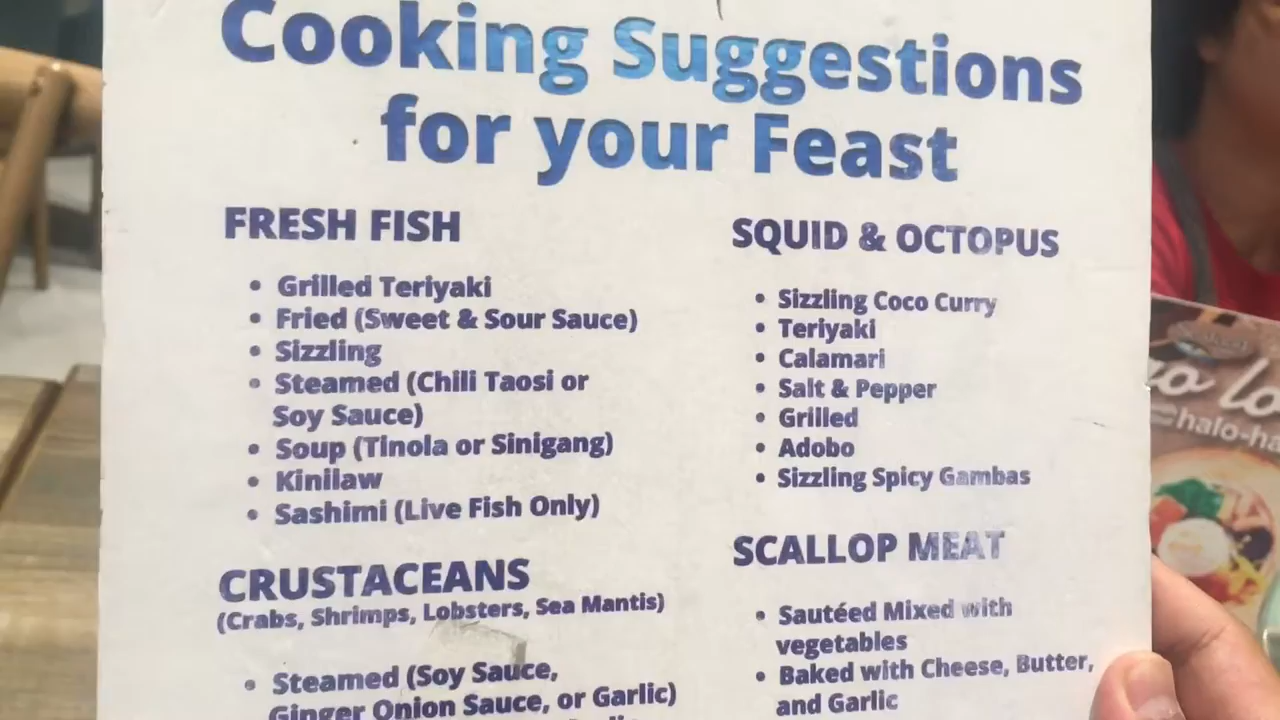 Cooking Suggestions
for your Feast
FRESH FISH
• Grilled Teriyaki
• Fried (Sweet & Sour Sauce)
• Sizzling
• Steamed (Chili Taosi or
Soy Sauce)
• Soup (Tinola or Sinigang)
• Kinilaw
• Sashimi (Live Fish Only)
CRUSTACEANS
(Crabs, Shrimps, Lobsters, Sea Mantis)
• Steamed (Soy Sauce,
Ginger Onion Sauce, or Garlic)
SQUID & OCTOPUS
• Sizzling Coco Curry
• Teriyaki
• Calamari
• Salt & Pepper
• Grilled
• Adobo
• Sizzling Spicy Gambas
SCALLOP MEAT
• Sautéed Mixed with
vegetables
• Baked with Cheese, Butter,
and Garlic